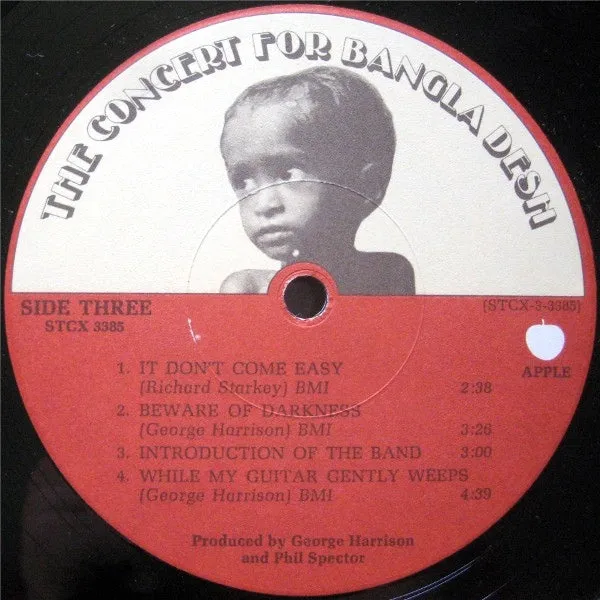 THE CONCERT FOR BANGLA DESH
SIDE THREE
STCX 3385
(STCX-3-3385)
APPLE
1. IT DON'T COME EASY
(Richard Starkey) BMI 2:38
2. BEWARE OF DARKNESS
(George Harrison) BMI 3:26
3. INTRODUCTION OF THE BAND 3:00
4. WHILE MY GUITAR GENTLY WEEPS
(George Harrison) BMI 4:39
Produced by George Harrison
and Phil Spector